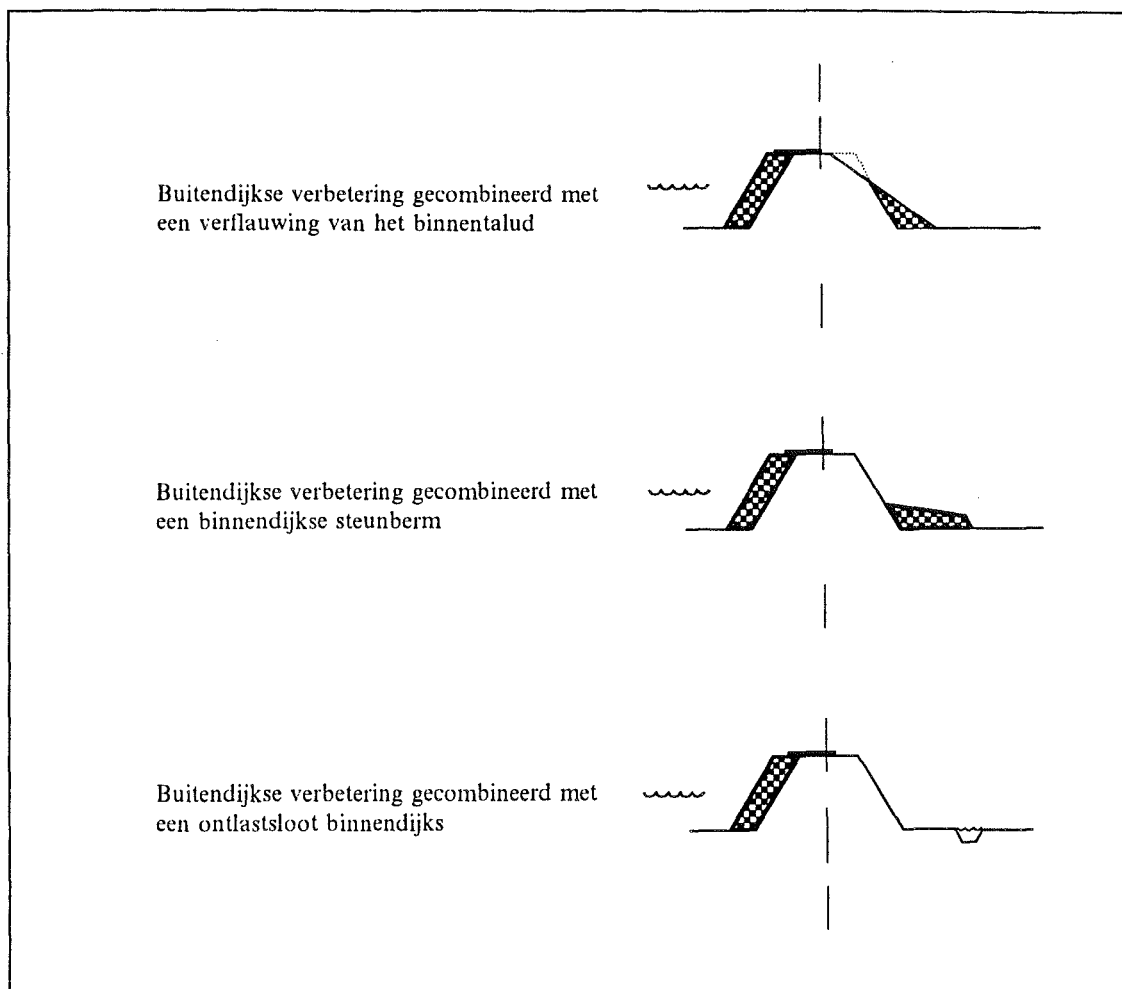 Buitendijkse verbetering gecombineerd met
een verflauwing van het binnentalud
Buitendijkse verbetering gecombineerd met
een binnendijkse steunberm
Buitendijkse verbetering gecombineerd met
een ontlastsloot binnendijks